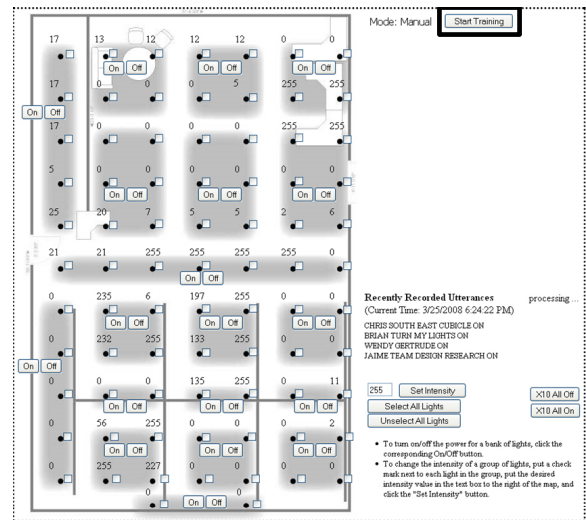 Mode: Manual Start Training
17 13 12 12 12 0 0
On Off On Off On Off
17 0 0 0 5 255 255
On Off
17 0 0 0 0 255 255
5 0 0 0 0 0 0
On Off On Off On Off
25 20 7 5 5 2 6
21 21 255 255 255 255 0
On Off
0 235 6 197 255 0 0
On Off On Off On Off
0 232 255 133 255 0 0
On Off
0 0 0 135 255 0 11
On Off On Off On Off
0 56 255 0 0 0 2
On Off On Off On Off
0 255 227 0 0 0 0
0 0
On Off
Recently Recorded Utterances processing ...
(Current Time: 3/25/2008 6:24:22 PM)
CHRIS SOUTH EAST CUBICLE ON
BRIAN TURN MY LIGHTS ON
WENDY GERTRUDE ON
JAIME TEAM DESIGN RESEARCH ON
255 Set Intensity X10 All Off
Select All Lights X10 All On
Unselect All Lights
• To turn on/off the power for a bank of lights, click the
corresponding On/Off button.
• To change the intensity of a group of lights, put a check
mark next to each light in the group, put the desired
intensity value in the text box to the right of the map, and
click the "Set Intensity" button.